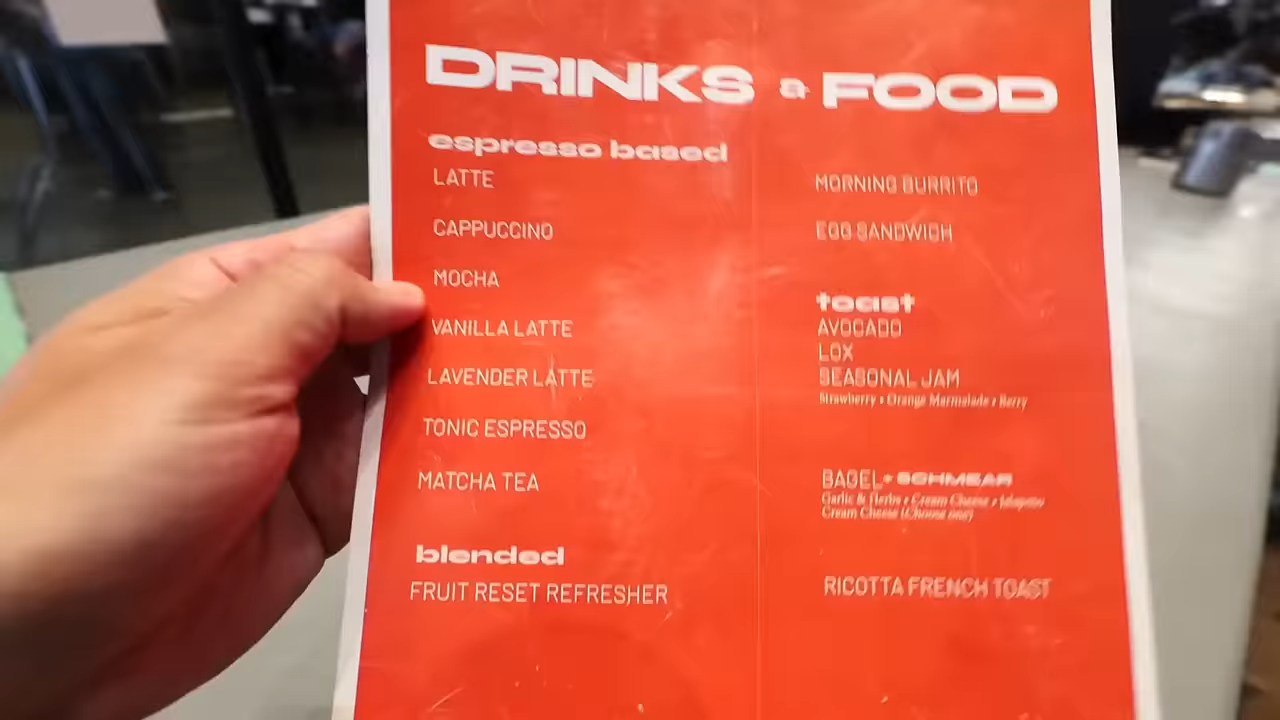 DRINKS & FOOD
espresso based
LATTE
CAPPUCCINO
MOCHA
VANILLA LATTE
LAVENDER LATTE
TONIC ESPRESSO
MATCHA TEA
blended
FRUIT RESET REFRESHER
MORNING BURRITO
EGG SANDWICH
toast
AVOCADO
LOX
SEASONAL JAM
Strawberry • Orange Marmalade • Berry
BAGEL + SCHMEAR
Garlic & Herbs • Cream Cheese • Jalapeno
Cream Cheese (Choose one)
RICOTTA FRENCH TOAST